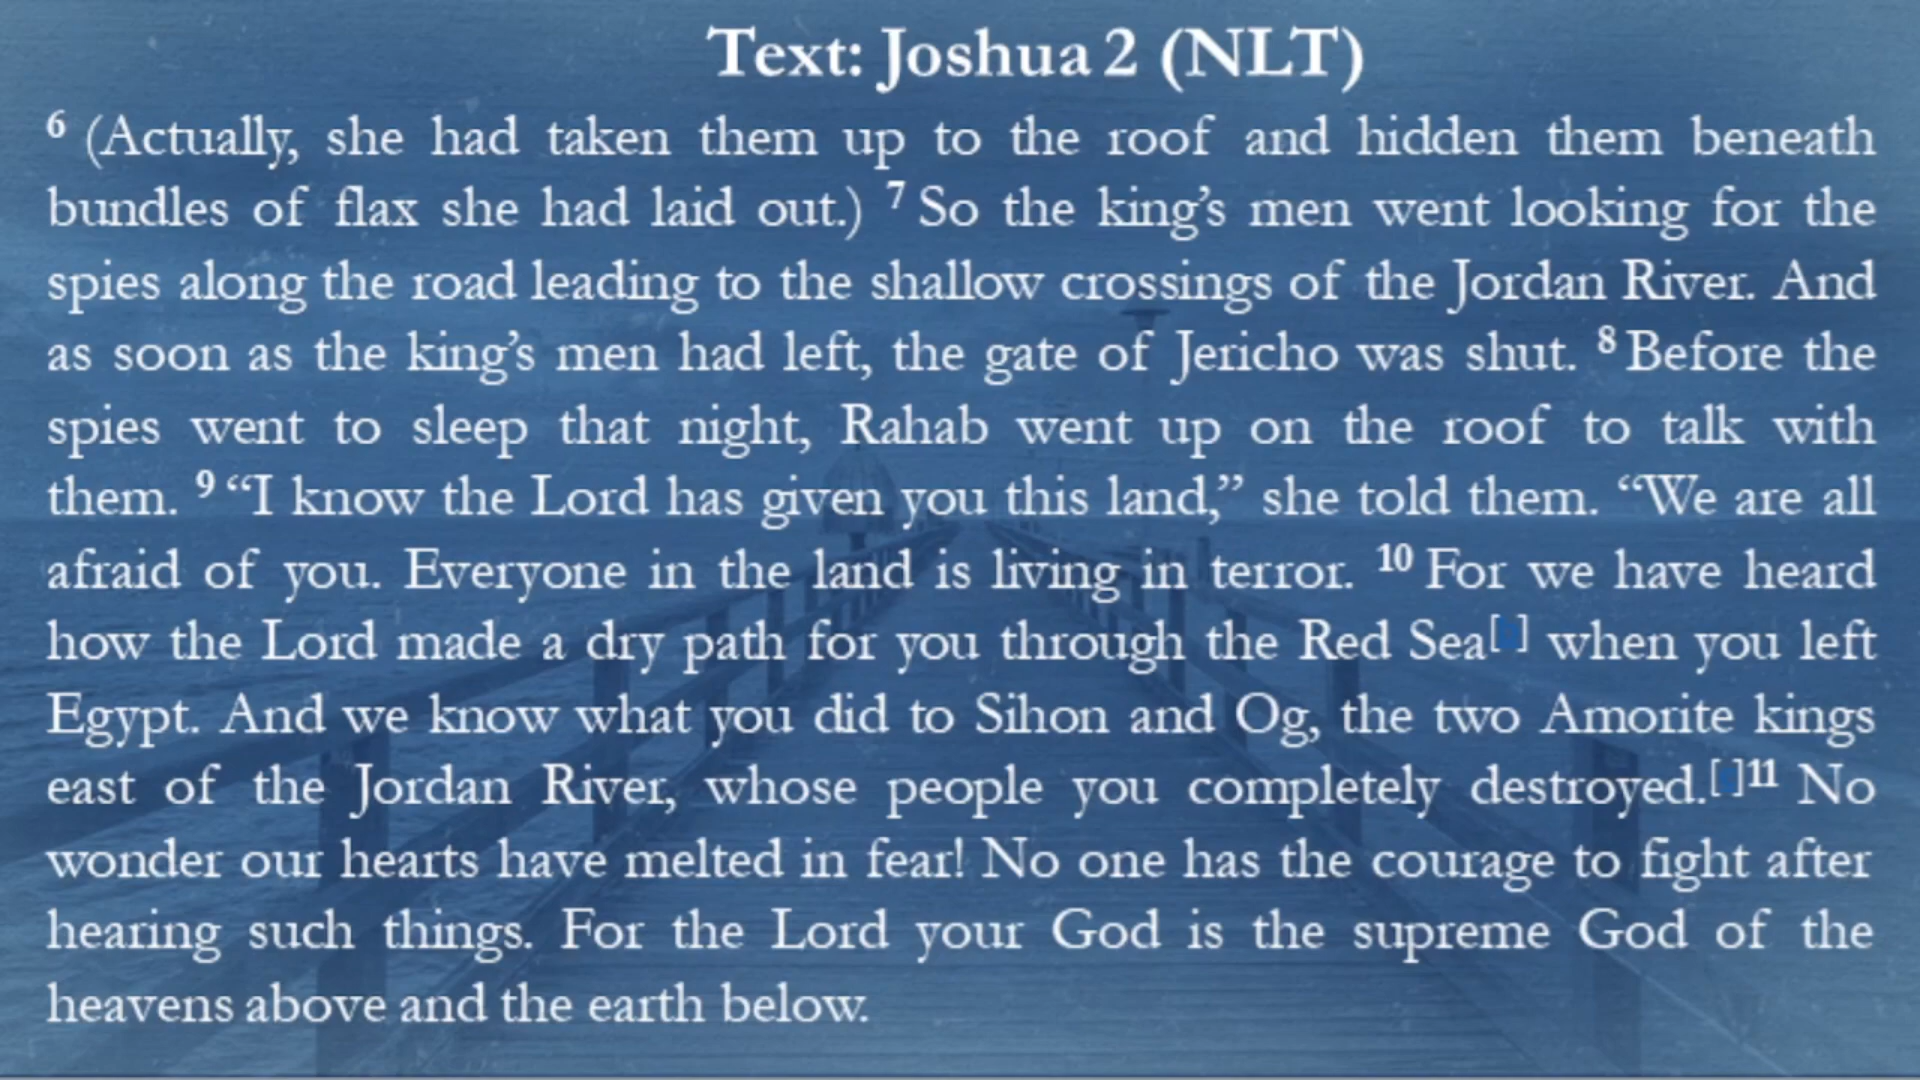 Text: Joshua 2 (NLT)
6 (Actually, she had taken them up to the roof and hidden them beneath
bundles of flax she had laid out.) 7 So the king’s men went looking for the
spies along the road leading to the shallow crossings of the Jordan River. And
as soon as the king’s men had left, the gate of Jericho was shut. 8 Before the
spies went to sleep that night, Rahab went up on the roof to talk with
them. 9 “I know the Lord has given you this land,” she told them. “We are all
afraid of you. Everyone in the land is living in terror. 10 For we have heard
how the Lord made a dry path for you through the Red Sea[] when you left
Egypt. And we know what you did to Sihon and Og, the two Amorite kings
east of the Jordan River, whose people you completely destroyed.[]11 No
wonder our hearts have melted in fear! No one has the courage to fight after
hearing such things. For the Lord your God is the supreme God of the
heavens above and the earth below.